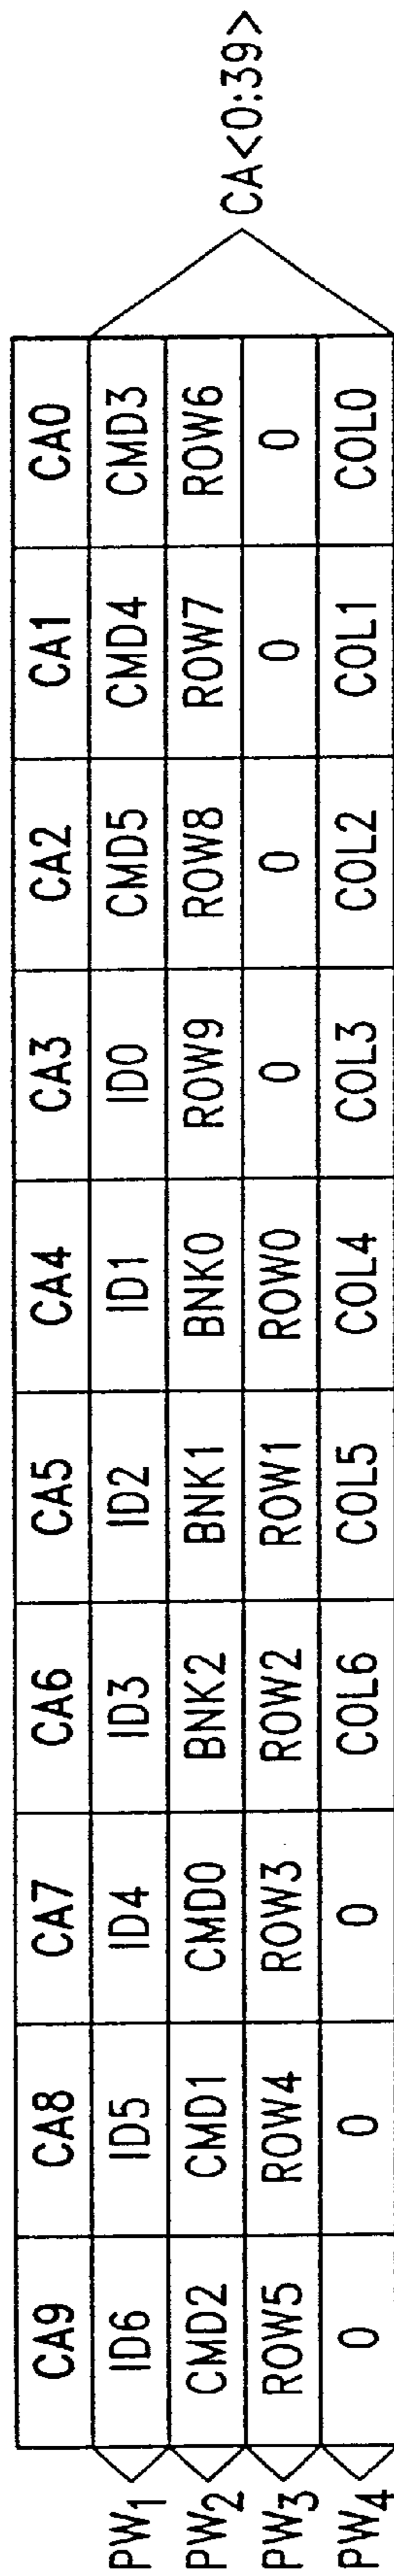 CA9 CA8 CA7 CA6 CA5 CA4 CA3 CA2 CA1 CA0
PW1 ID6 ID5 ID4 ID3 ID2 ID1 ID0 CMD5 CMD4 CMD3
PW2 CMD2 CMD1 CMD0 BNK2 BNK1 BNK0 ROW9 ROW8 ROW7 ROW6
PW3 ROW5 ROW4 ROW3 ROW2 ROW1 ROW0 0 0 0 0
PW4 0 0 0 COL6 COL5 COL4 COL3 COL2 COL1 COL0
CA<0:39>